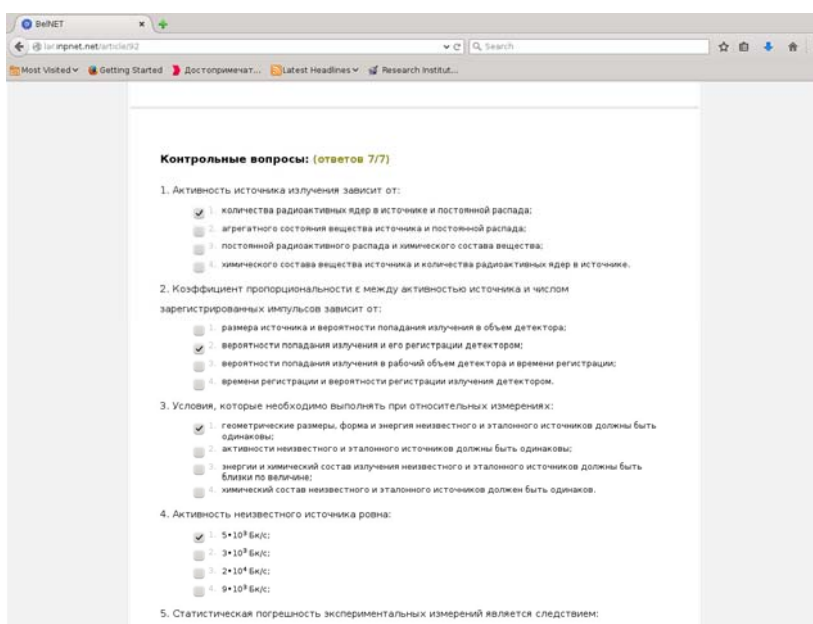 BelNET
lar.inpnet.net/article/92
Search
Most Visited Getting Started Достопримечат... Latest Headlines Research Institut...
Контрольные вопросы: (ответов 7/7)
1. Активность источника излучения зависит от:
1. количества радиоактивных ядер в источнике и постоянной распада;
2. агрегатного состояния вещества источника и постоянной распада;
3. постоянной радиоактивного распада и химического состава вещества;
4. химического состава вещества источника и количества радиоактивных ядер в источнике.
2. Коэффициент пропорциональности ε между активностью источника и числом
зарегистрированных импульсов зависит от:
1. размера источника и вероятности попадания излучения в объем детектора;
2. вероятности попадания излучения и его регистрации детектором;
3. вероятности попадания излучения в рабочий объем детектора и времени регистрации;
4. времени регистрации и вероятности регистрации излучения детектором.
3. Условия, которые необходимо выполнять при относительных измерениях:
1. геометрические размеры, форма и энергия неизвестного и эталонного источников должны быть
одинаковы;
2. активности неизвестного и эталонного источников должны быть одинаковы;
3. энергии и химический состав излучения неизвестного и эталонного источников должны быть
близки по величине;
4. химический состав неизвестного и эталонного источников должен быть одинаков.
4. Активность неизвестного источника ровна:
1. 5•10³ Бк/с;
2. 3•10³ Бк/с;
3. 2•10⁴ Бк/с;
4. 9•10³ Бк/с;
5. Статистическая погрешность экспериментальных измерений является следствием: